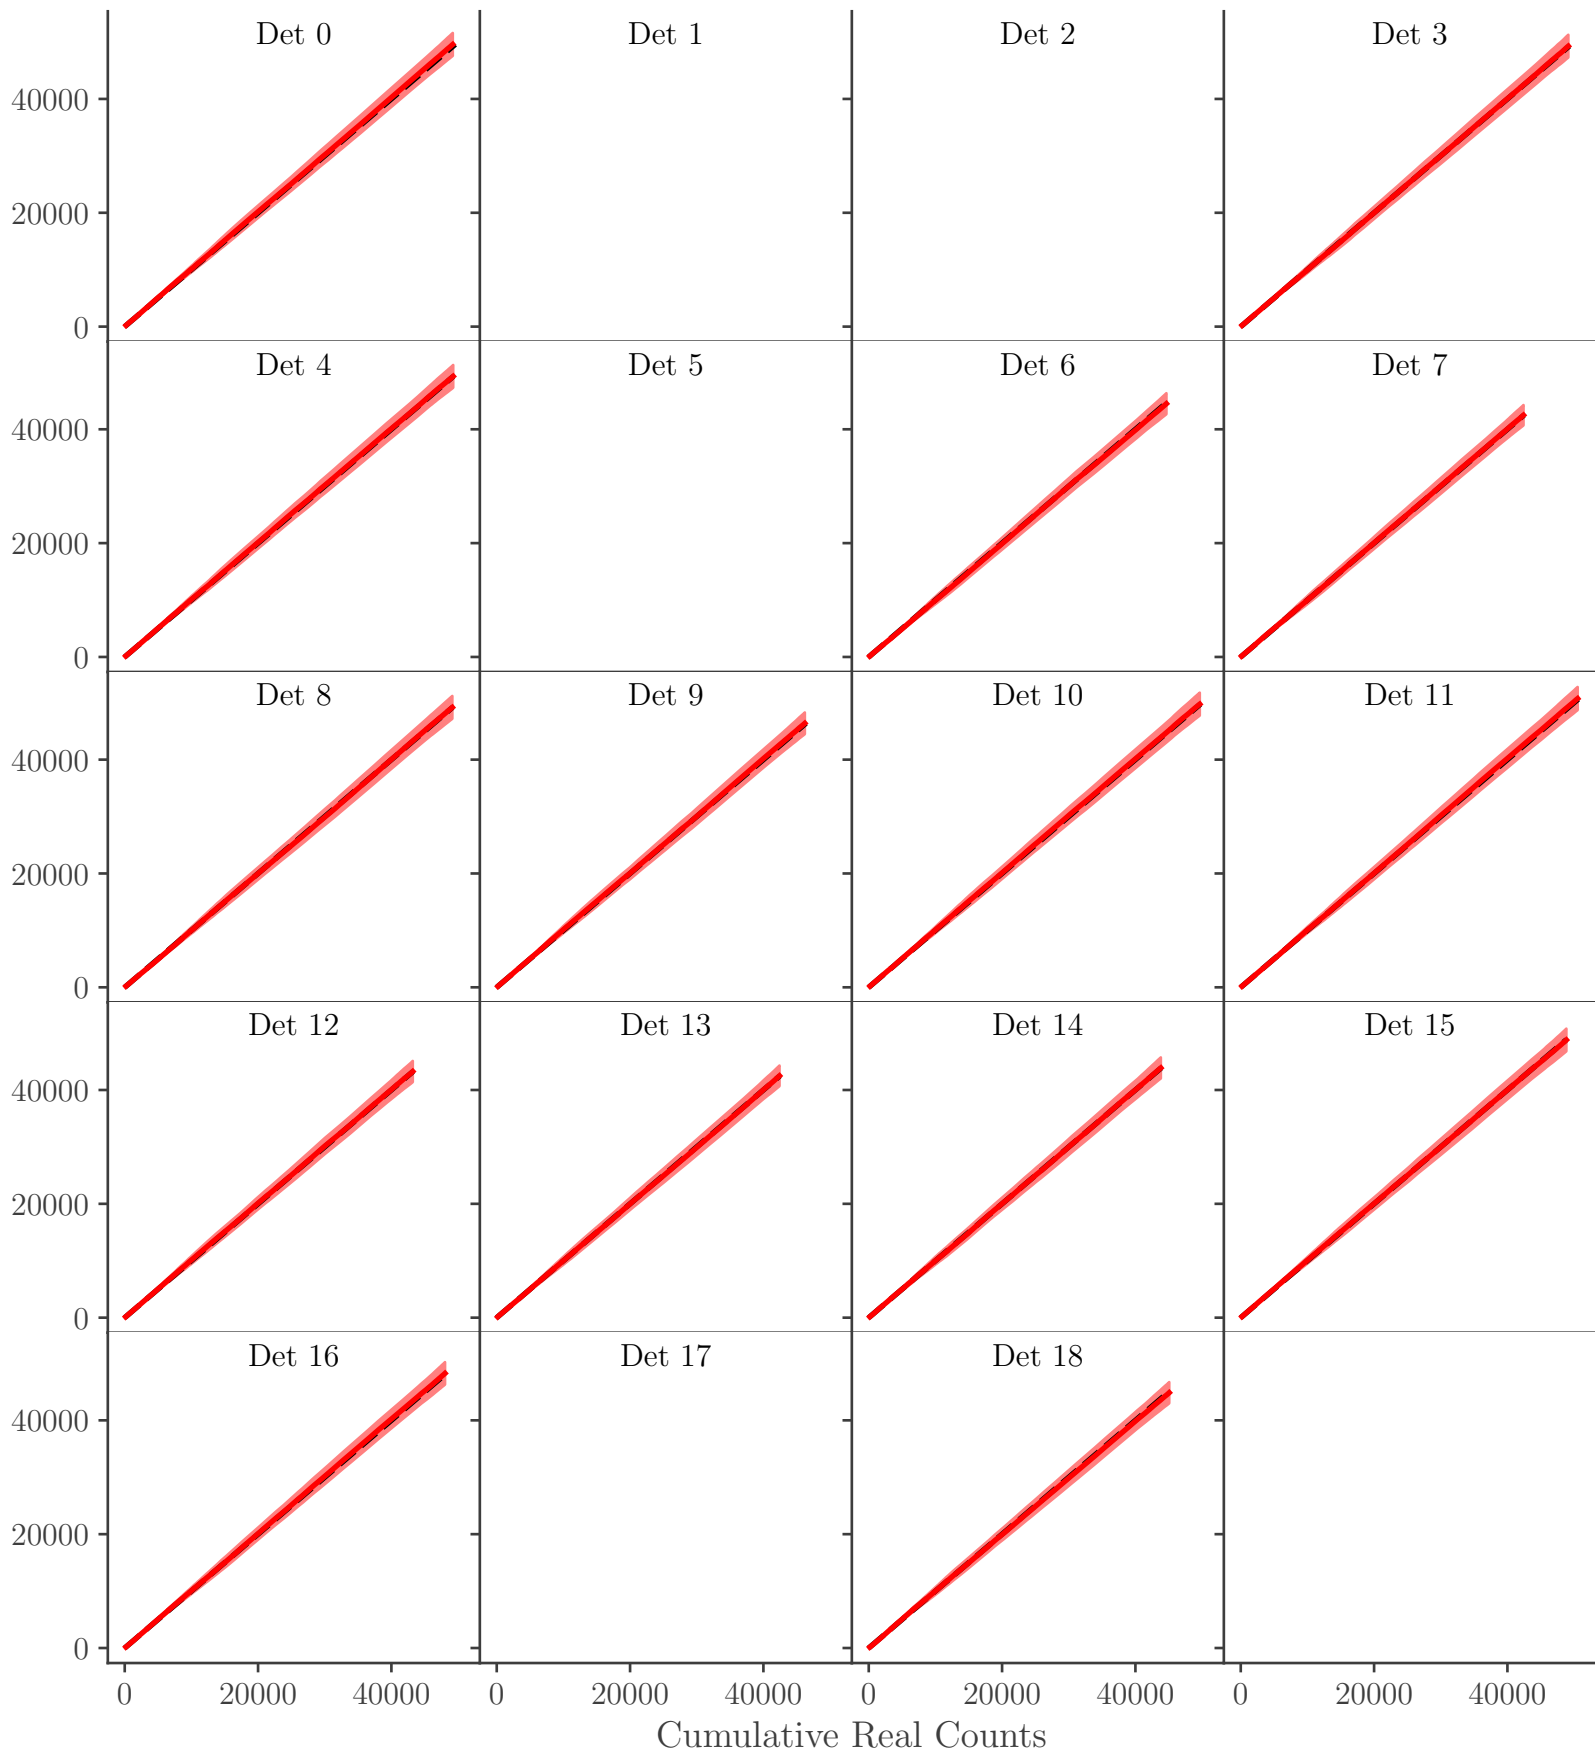 Det 0 Det 1 Det 2 Det 3
40000
20000
0
Det 4 Det 5 Det 6 Det 7
40000
20000
0
Det 8 Det 9 Det 10 Det 11
40000
20000
0
Det 12 Det 13 Det 14 Det 15
40000
20000
0
Det 16 Det 17 Det 18
40000
20000
0
0 20000 40000 0 20000 40000 0 20000 40000 0 20000 40000
Cumulative Real Counts